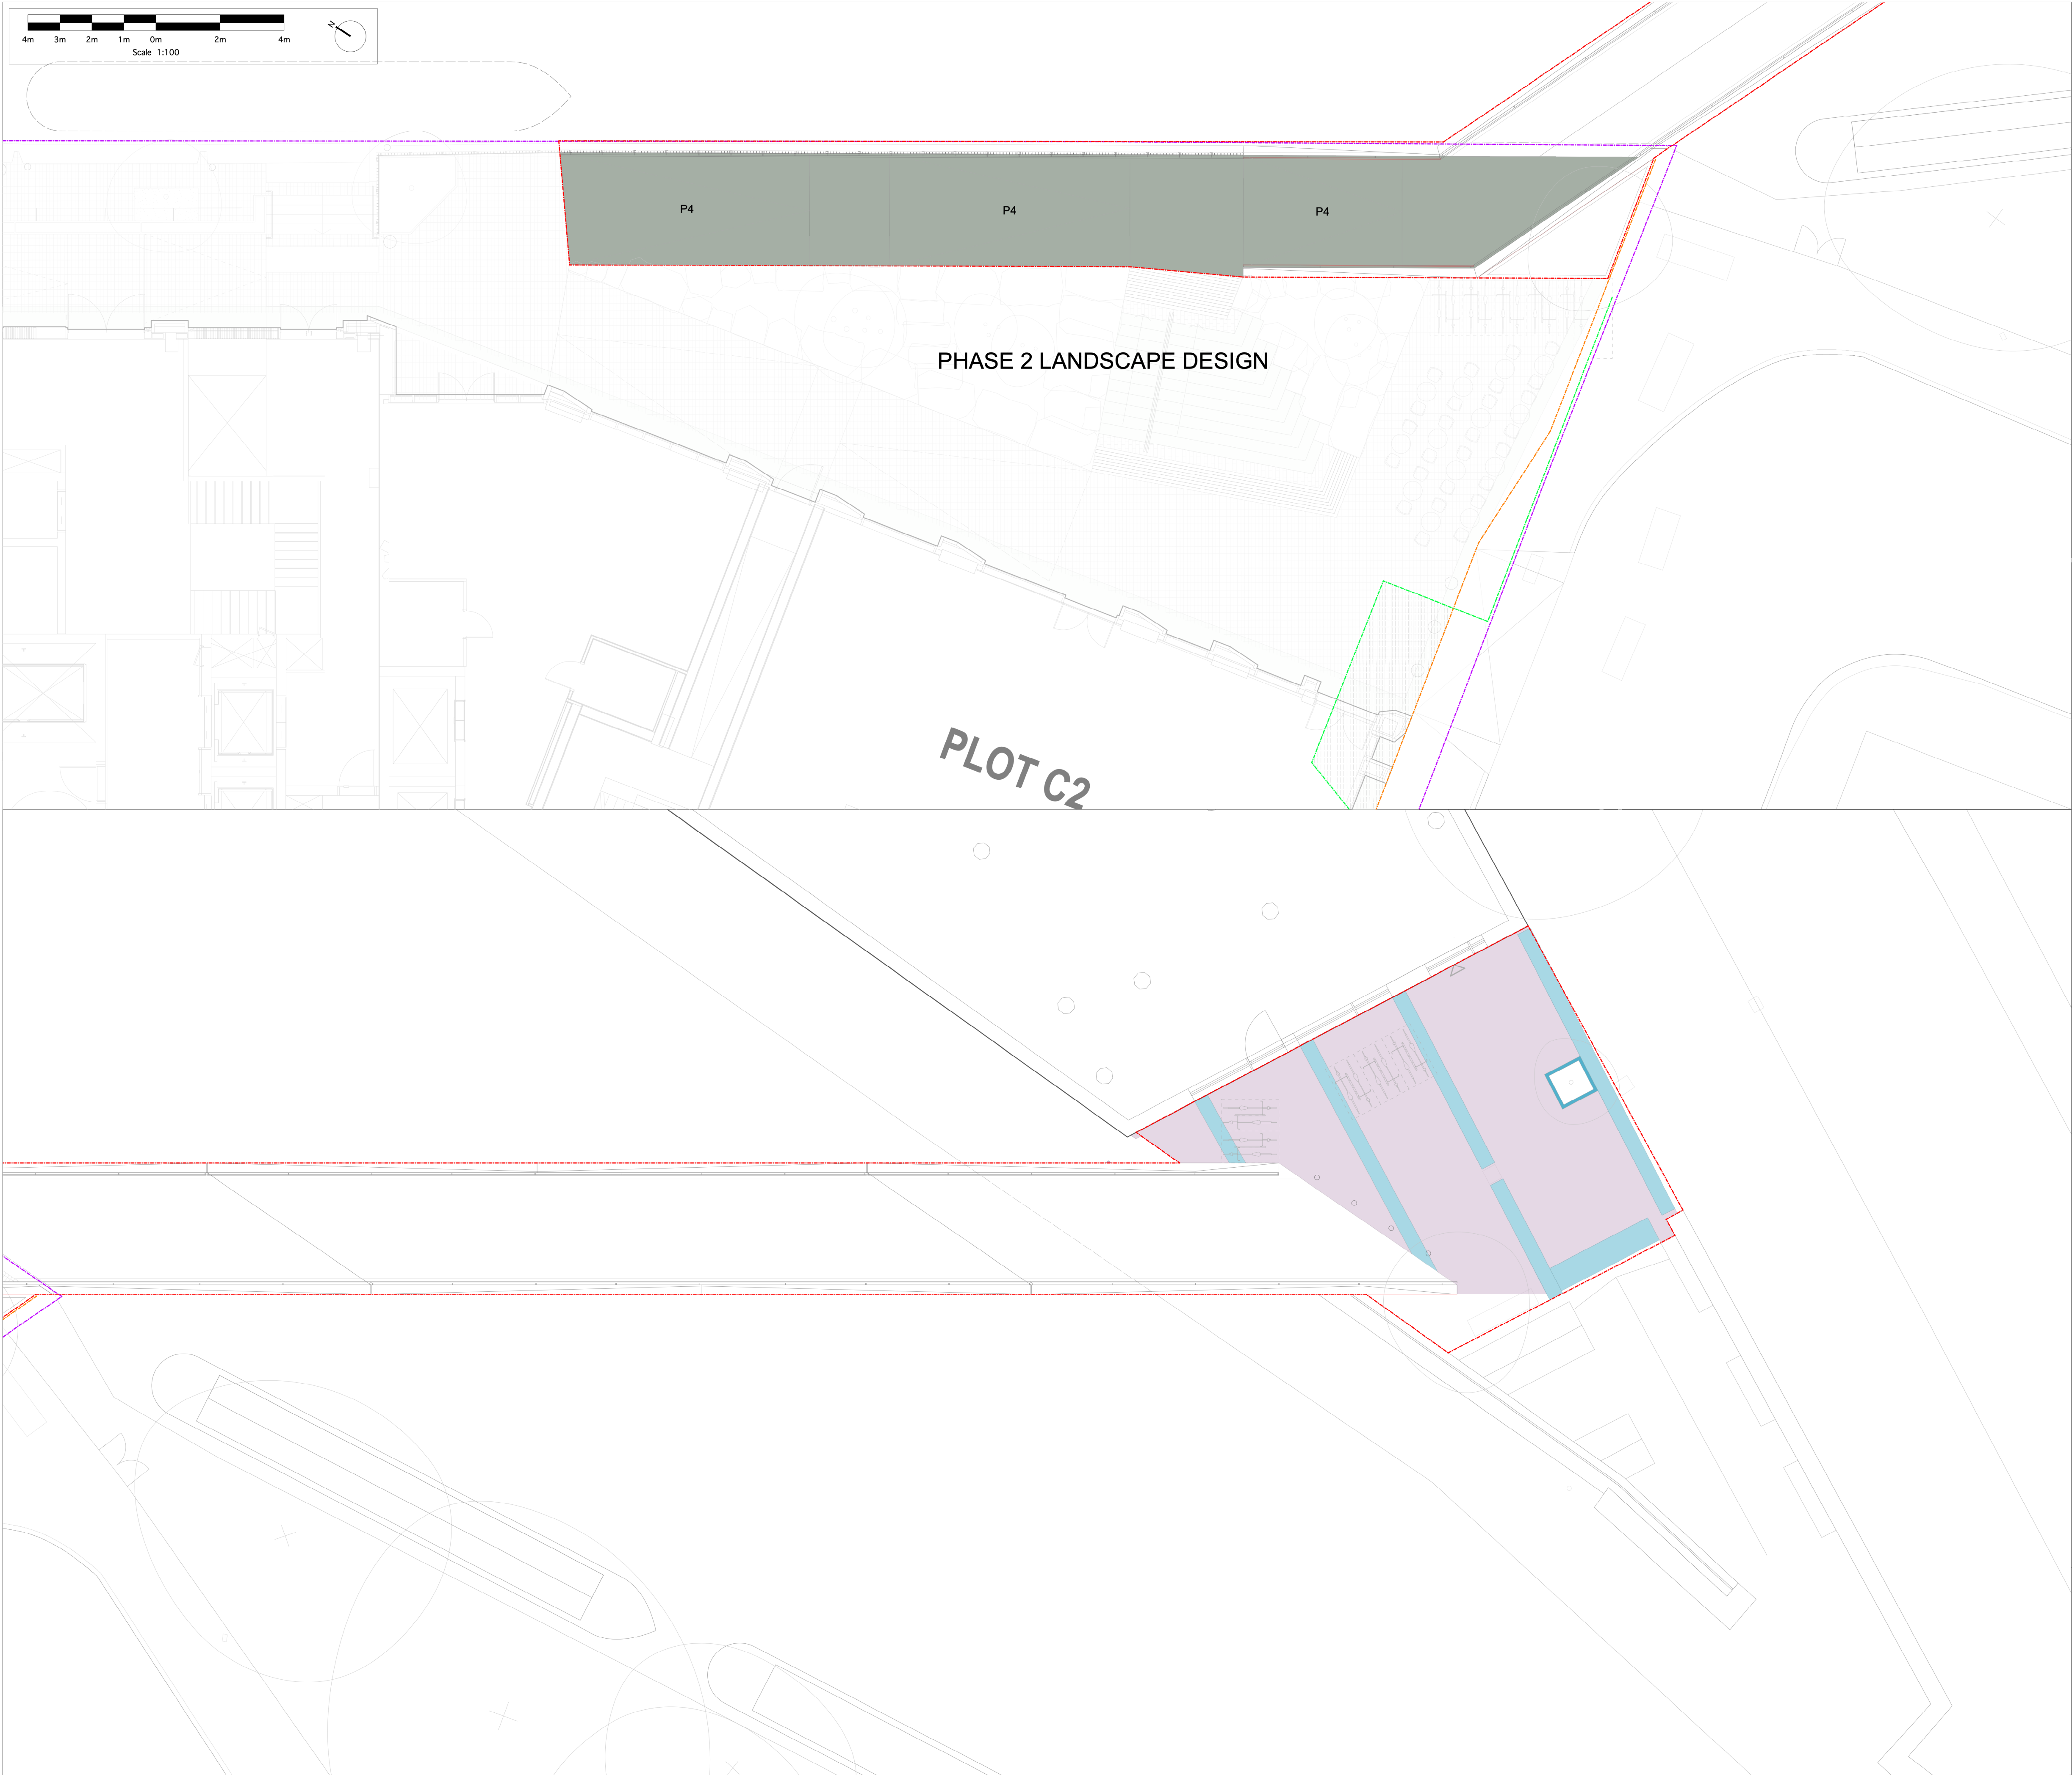 N
4m 3m 2m 1m 0m 2m 4m
Scale 1:100
P4 P4 P4
PHASE 2 LANDSCAPE DESIGN
PLOT C2